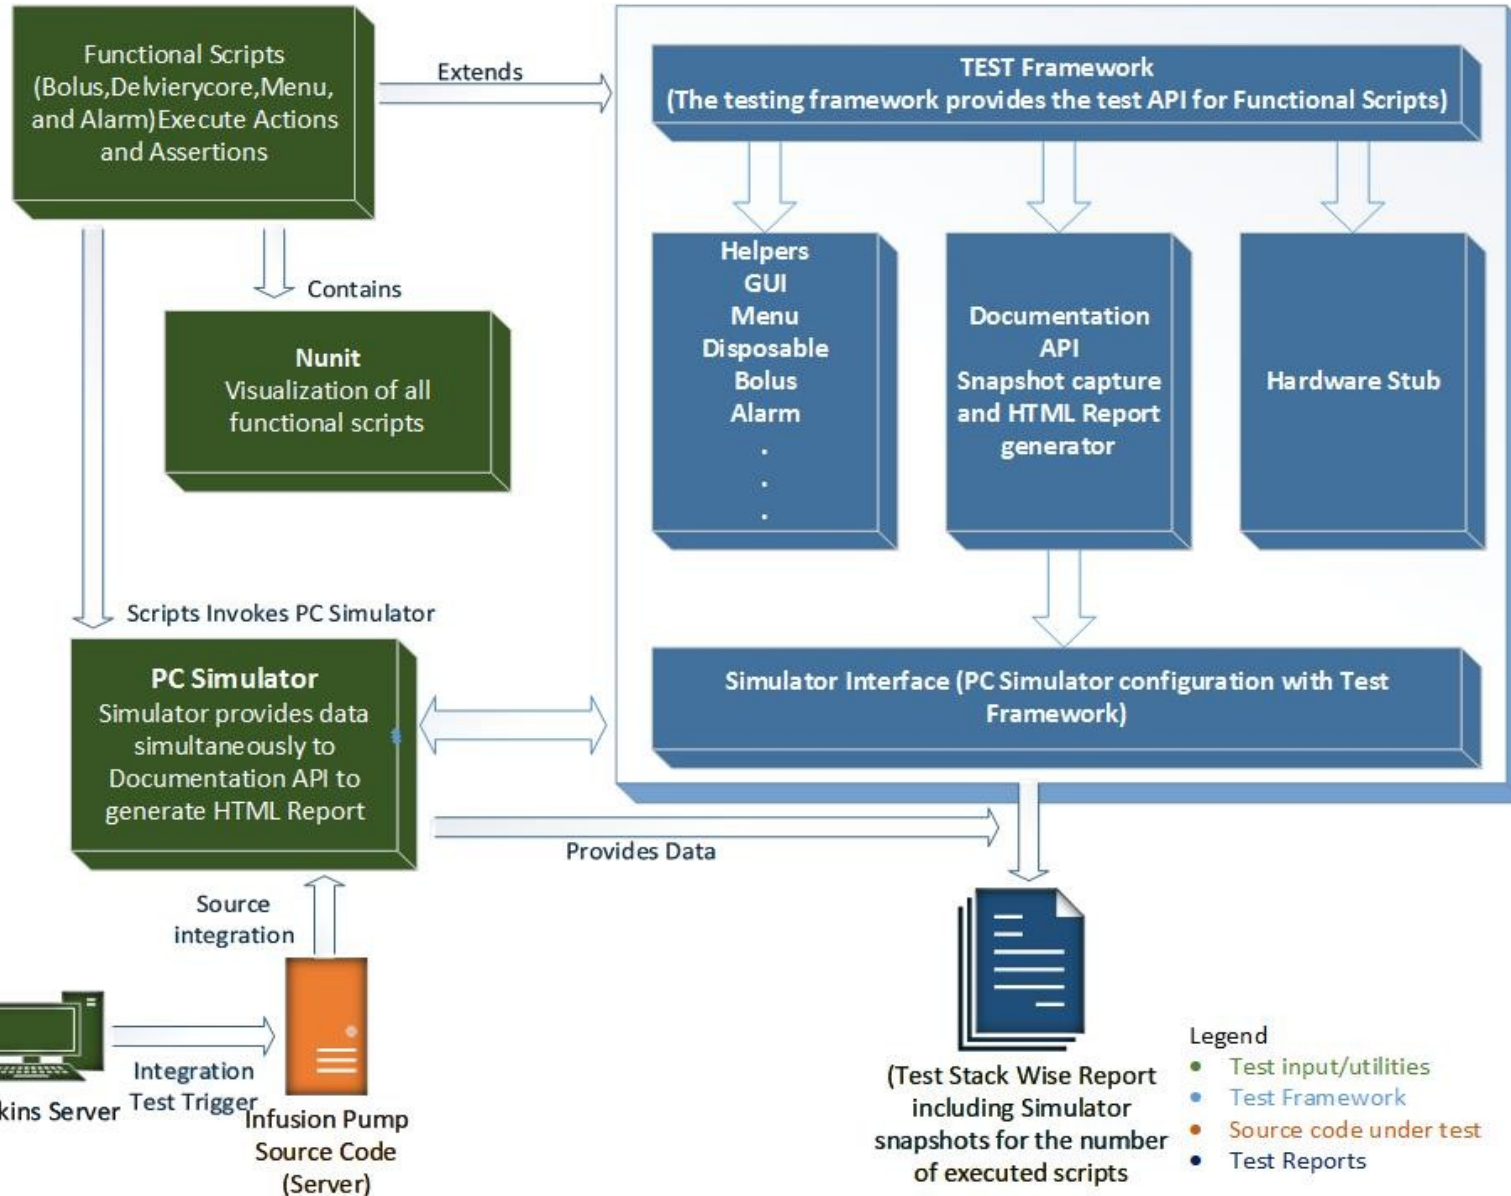 Functional Scripts
(Bolus,Delvierycore,Menu,
and Alarm)Execute Actions
and Assertions
Extends
TEST Framework
(The testing framework provides the test API for Functional Scripts)
Contains
Nunit
Visualization of all
functional scripts
Helpers
GUI
Menu
Disposable
Bolus
Alarm
.
.
.
Documentation
API
Snapshot capture
and HTML Report
generator
Hardware Stub
Scripts Invokes PC Simulator
PC Simulator
Simulator provides data
simultaneously to
Documentation API to
generate HTML Report
Simulator Interface (PC Simulator configuration with Test
Framework)
Provides Data
Source
integration
Integration
Test Trigger
kins Server
Infusion Pump
Source Code
(Server)
(Test Stack Wise Report
including Simulator
snapshots for the number
of executed scripts
Legend
• Test input/utilities
• Test Framework
• Source code under test
• Test Reports